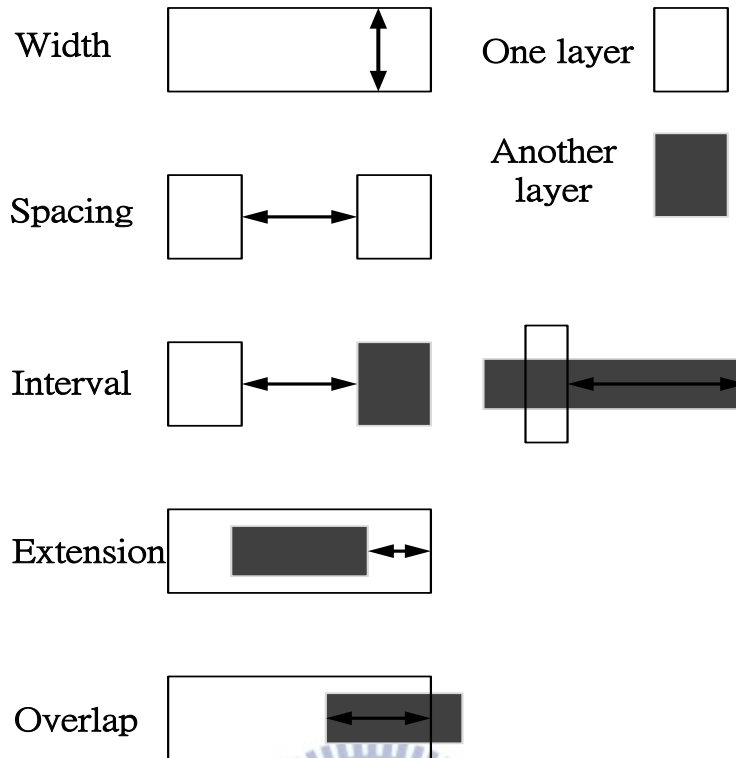 Width
One layer
Another
layer
Spacing
Interval
Extension
Overlap